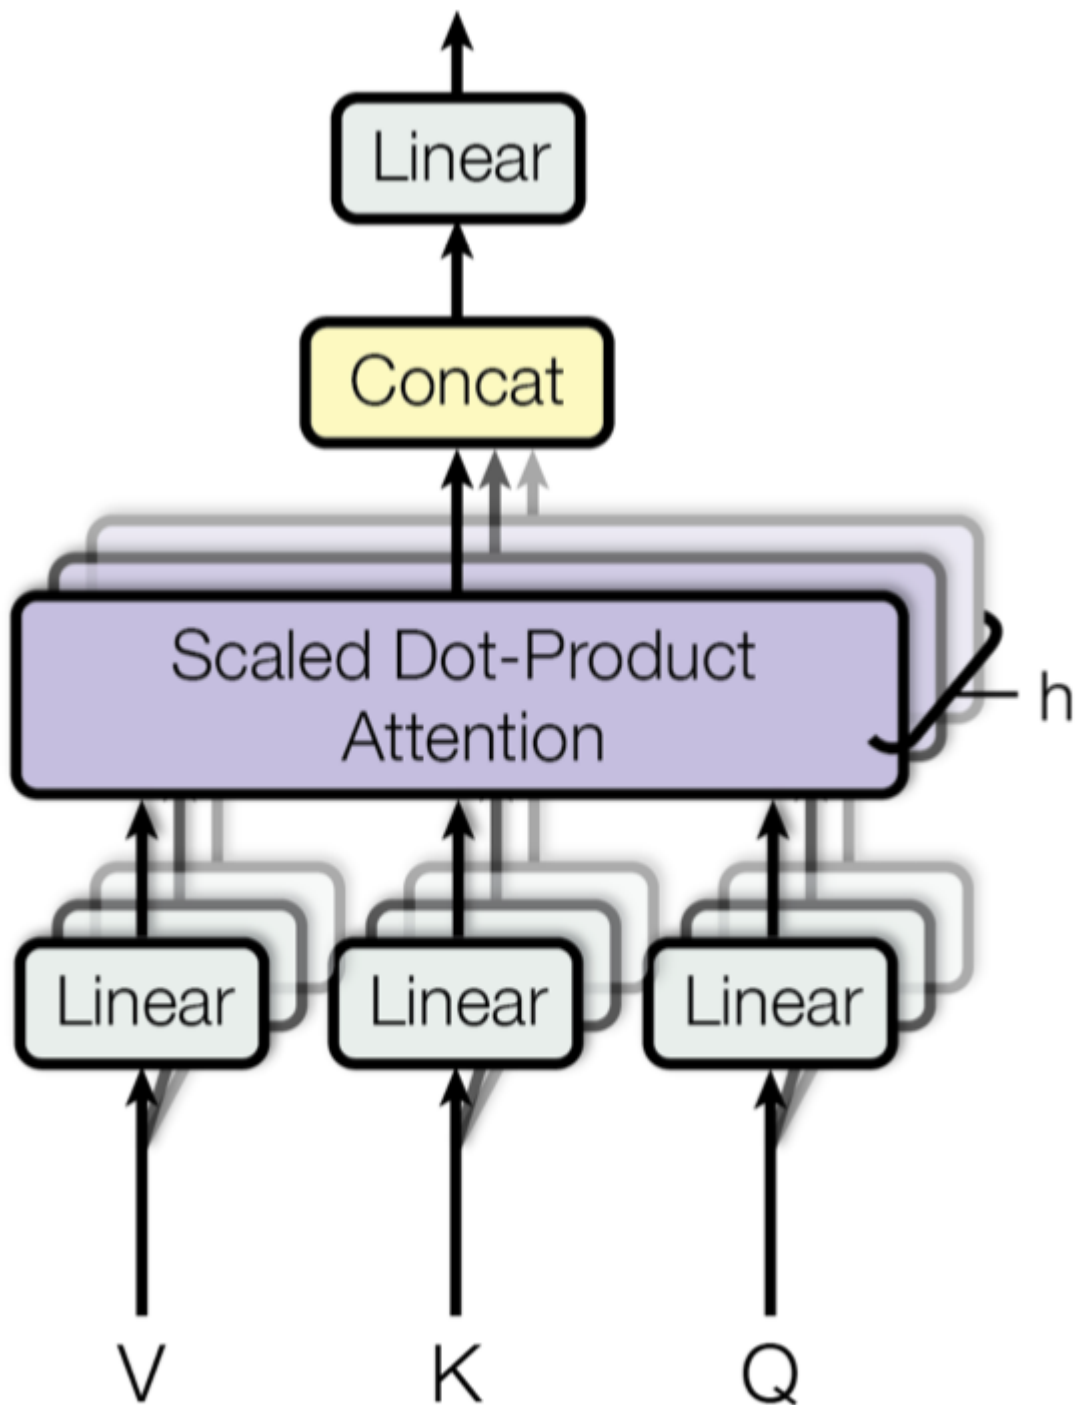 Linear
Concat
Scaled Dot-Product
Attention
h
Linear
Linear
Linear
V
K
Q